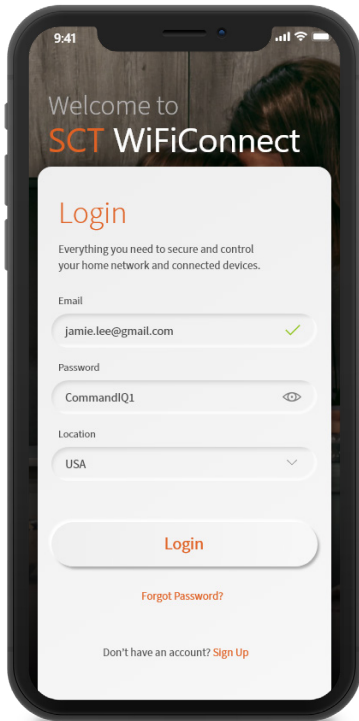 9:41
Welcome to
SCT WiFiConnect
Login
Everything you need to secure and control
your home network and connected devices.
Email
jamie.lee@gmail.com
Password
CommandIQ1
Location
USA
Login
Forgot Password?
Don't have an account? Sign Up